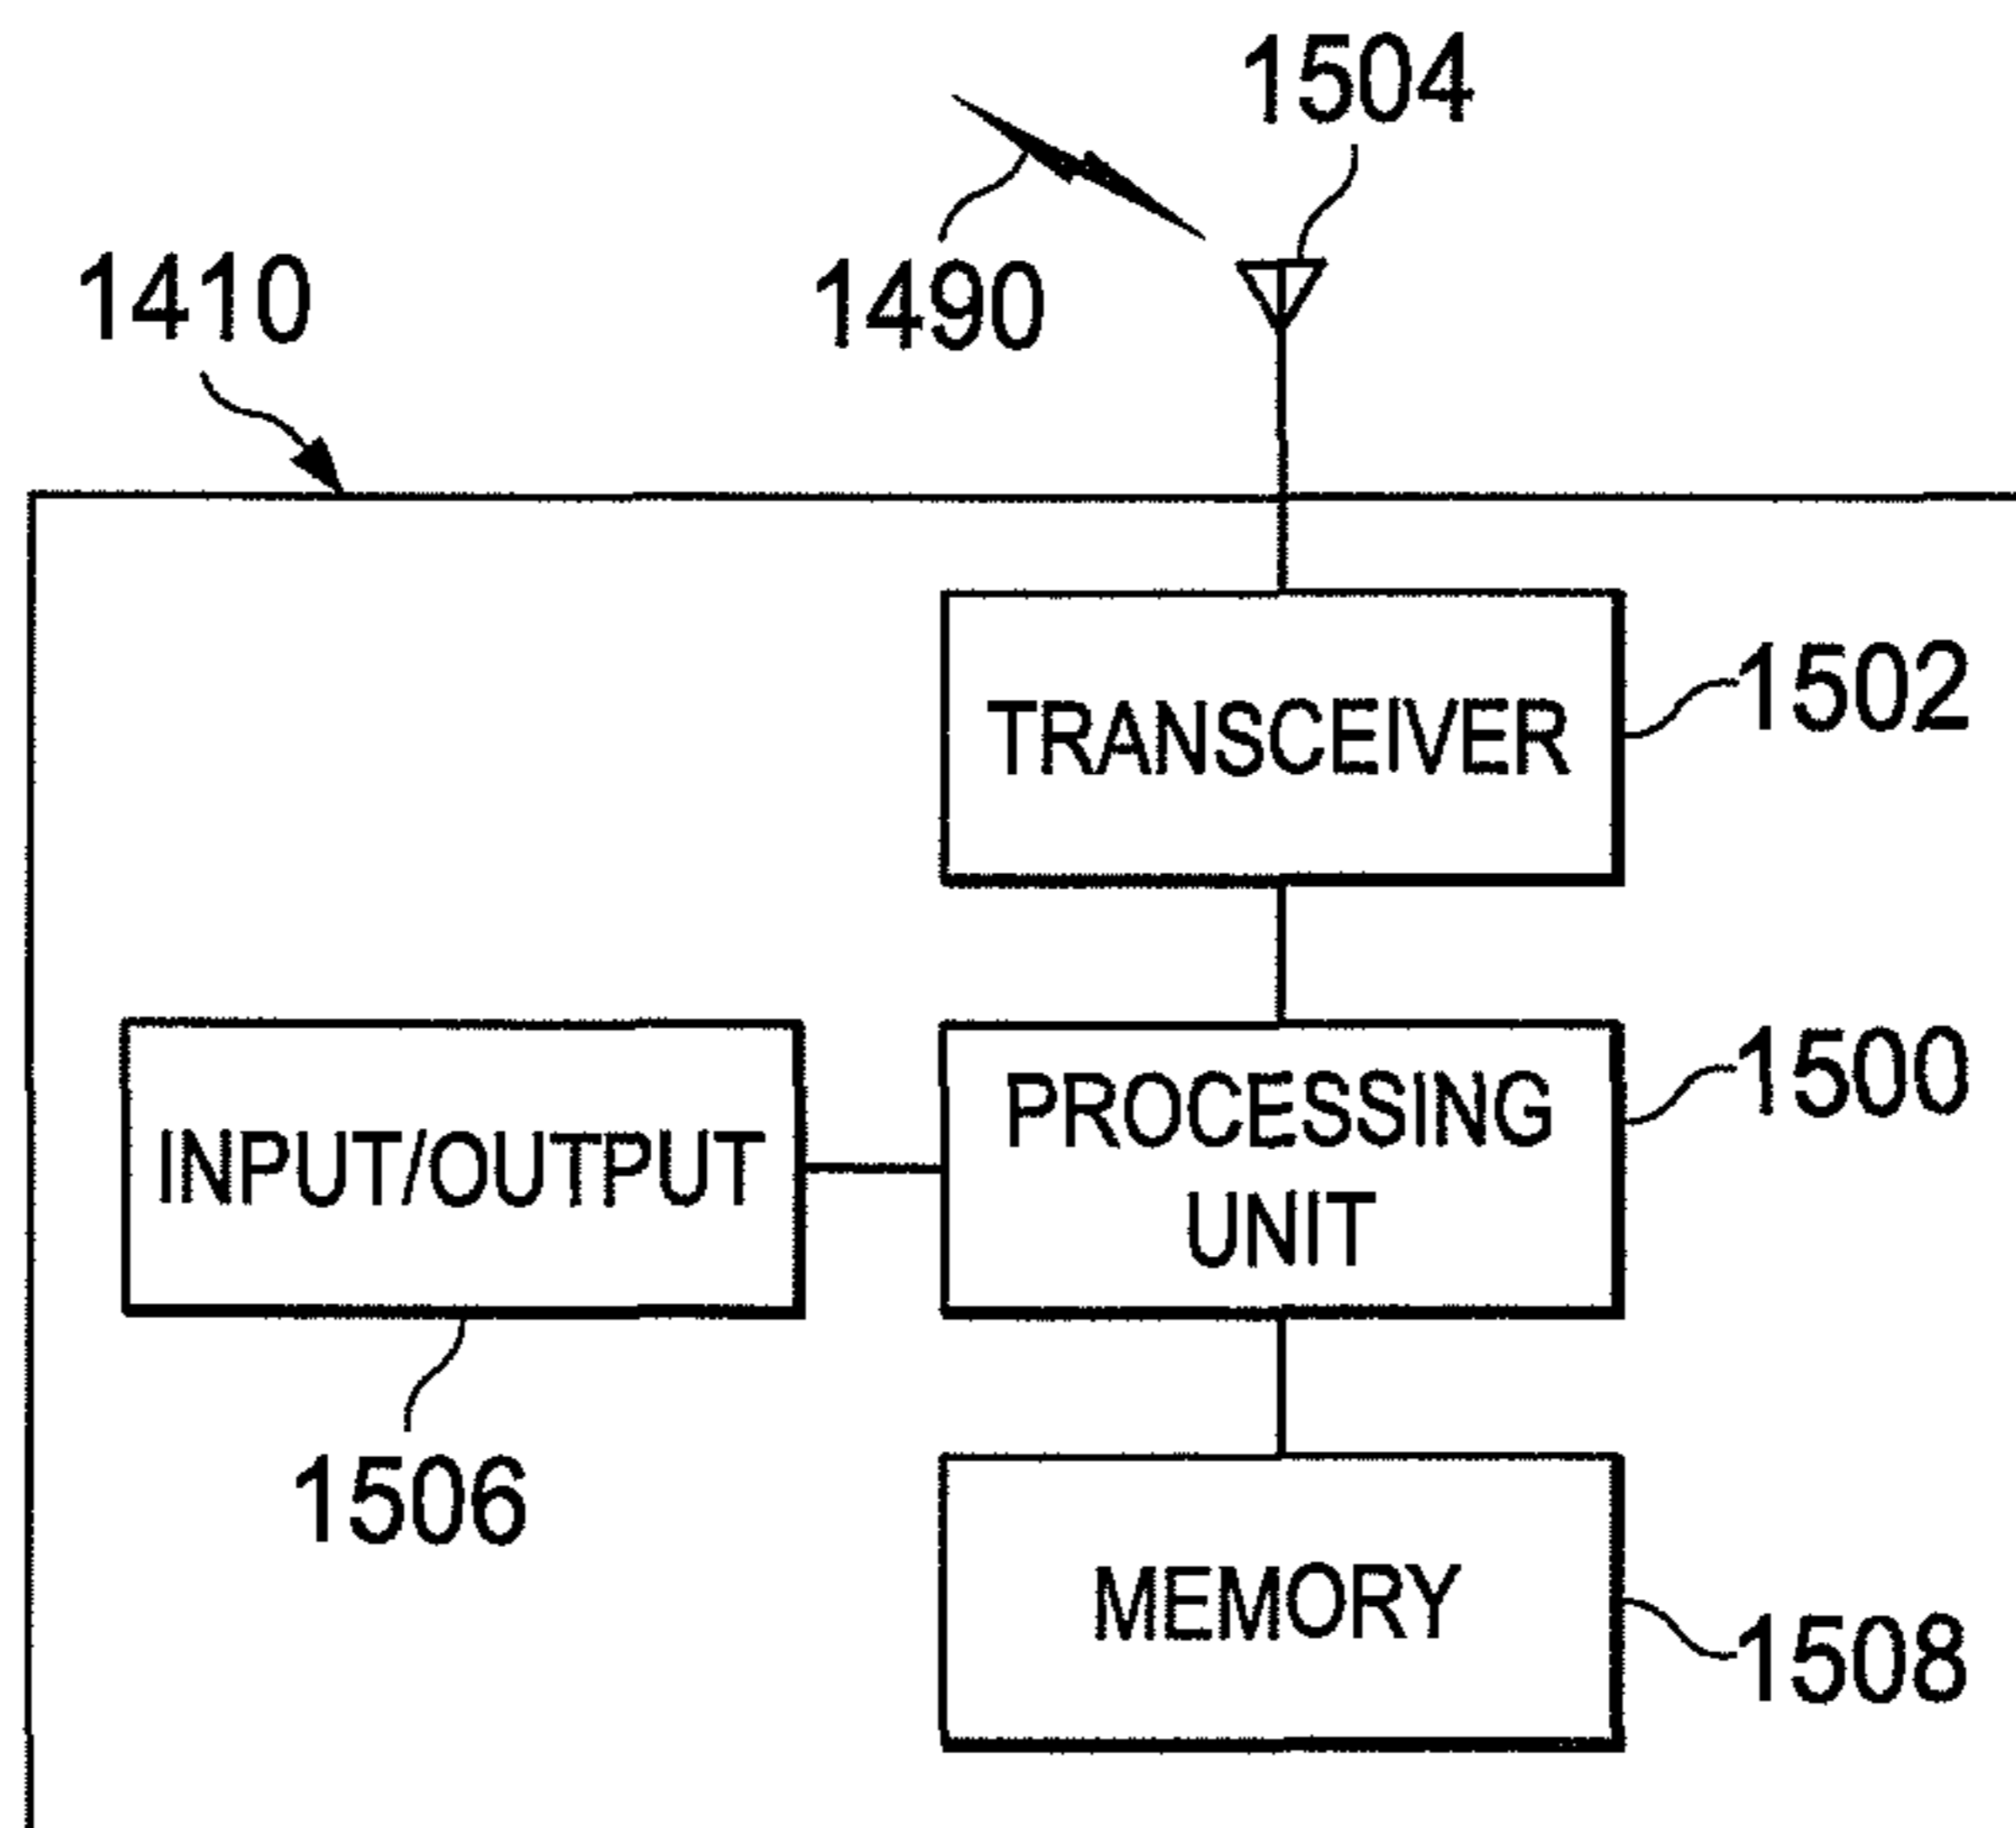 1504
1490
1410
TRANSCEIVER
1502
PROCESSING
UNIT
1500
INPUT/OUTPUT
1506
MEMORY
1508